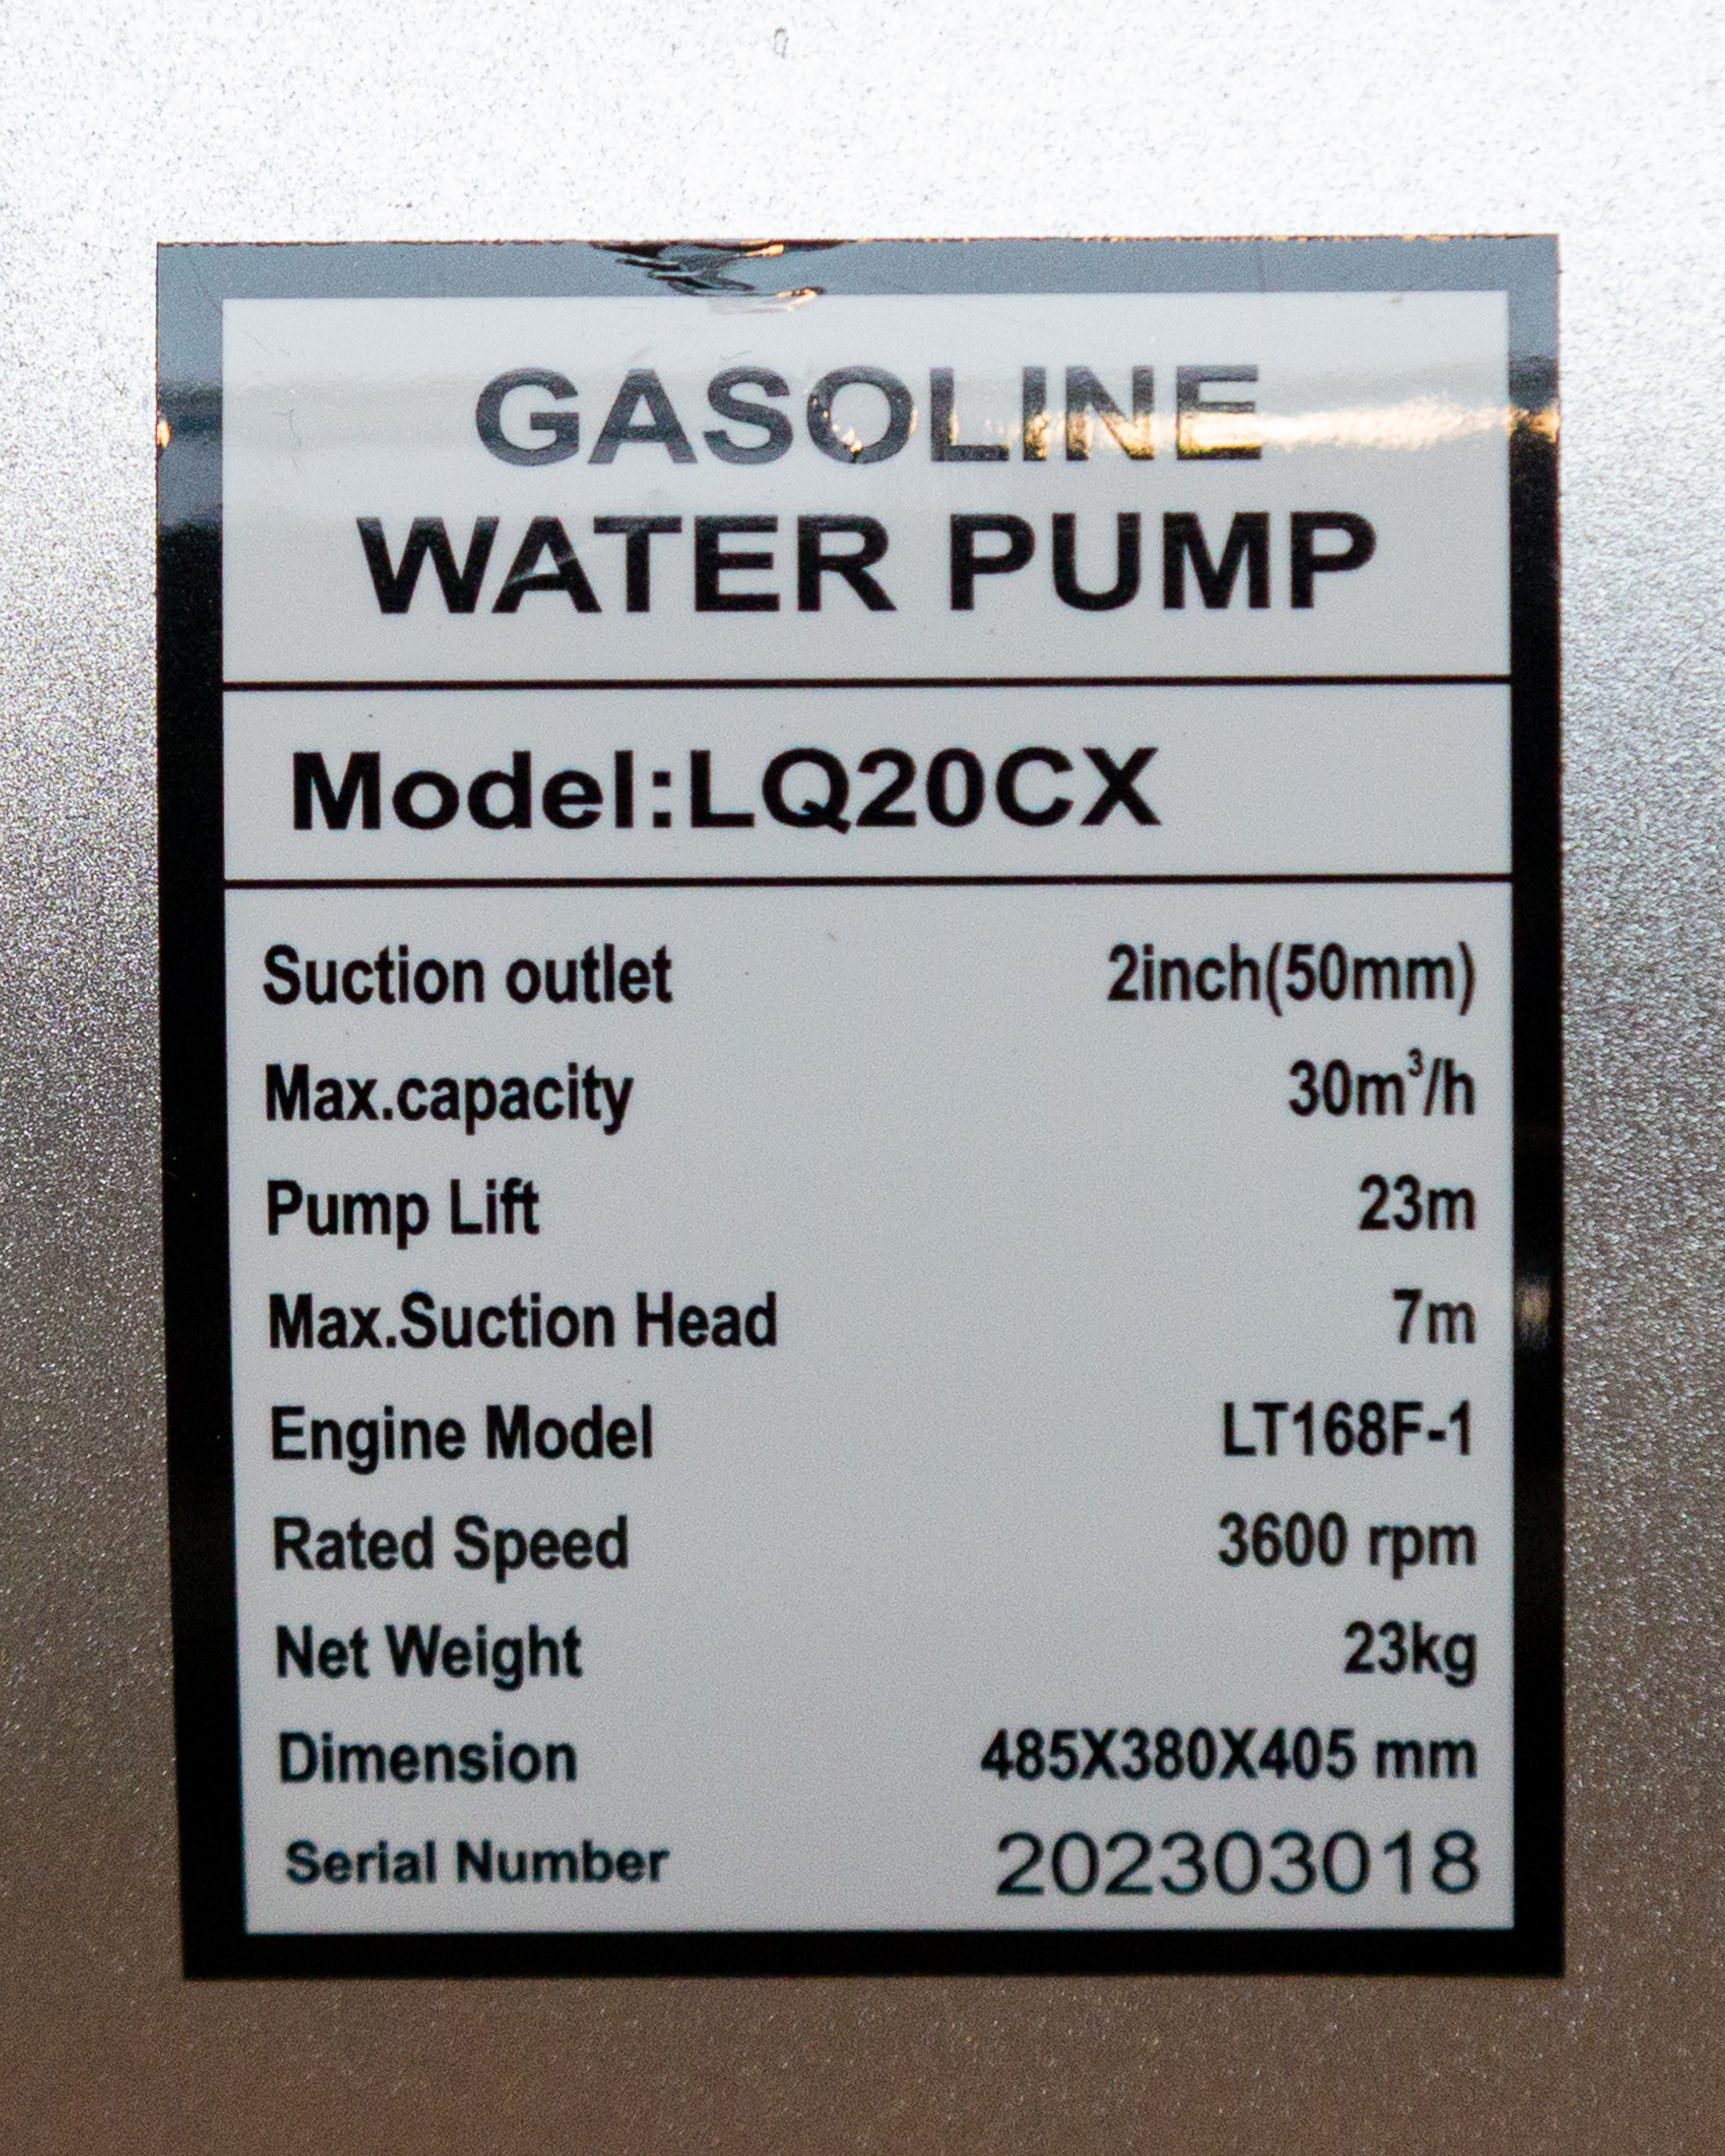 GASOLINE
WATER PUMP
Model:LQ20CX
Suction outlet 2inch(50mm)
Max.capacity 30m³/h
Pump Lift 23m
Max.Suction Head 7m
Engine Model LT168F-1
Rated Speed 3600 rpm
Net Weight 23kg
Dimension 485X380X405 mm
Serial Number 202303018